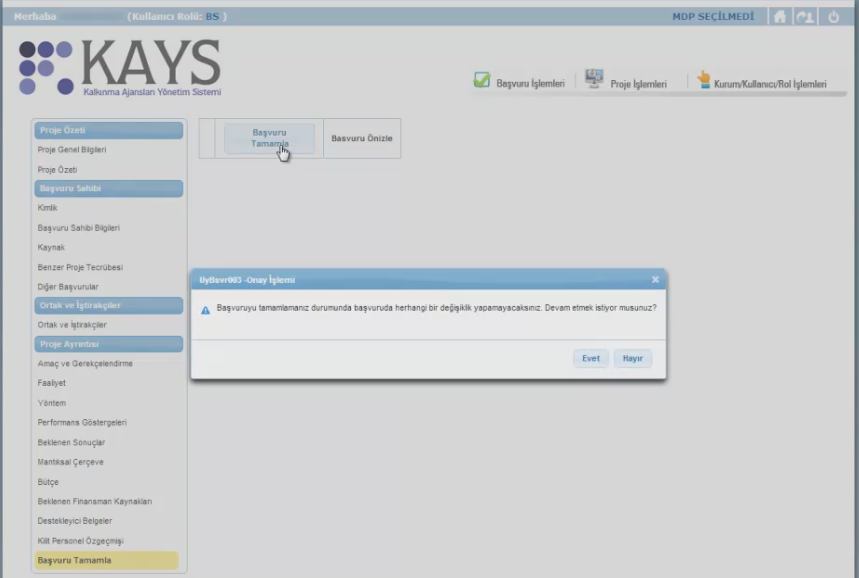 Merhaba (Kullanıcı Rolü: BS )
MDP SEÇİLMEDİ
KAYS
Kalkınma Ajansları Yönetim Sistemi
Başvuru İşlemleri
Proje İşlemleri
Kurum/Kullanıcı/Rol İşlemleri
Proje Özeti
Proje Genel Bilgileri
Proje Özeti
Başvuru Sahibi
Kimlik
Başvuru Sahibi Bilgileri
Kaynak
Benzer Proje Tecrübesi
Diğer Başvurular
Ortak ve İştirakçiler
Ortak ve İştirakçiler
Proje Ayrıntısı
Amaç ve Gerekçelendirme
Faaliyet
Yöntem
Performans Göstergeleri
Beklenen Sonuçlar
Mantıksal Çerçeve
Bütçe
Beklenen Finansman Kaynakları
Destekleyici Belgeler
Kilit Personel Özgeçmişi
Başvuru Tamamla
Başvuru
Tamamla
Basvuru Önizle
UyBsvr003 -Onay İşlemi
Başvuruyu tamamlamanız durumunda başvuruda herhangi bir değişiklik yapamayacaksınız. Devam etmek istiyor musunuz?
Evet
Hayır